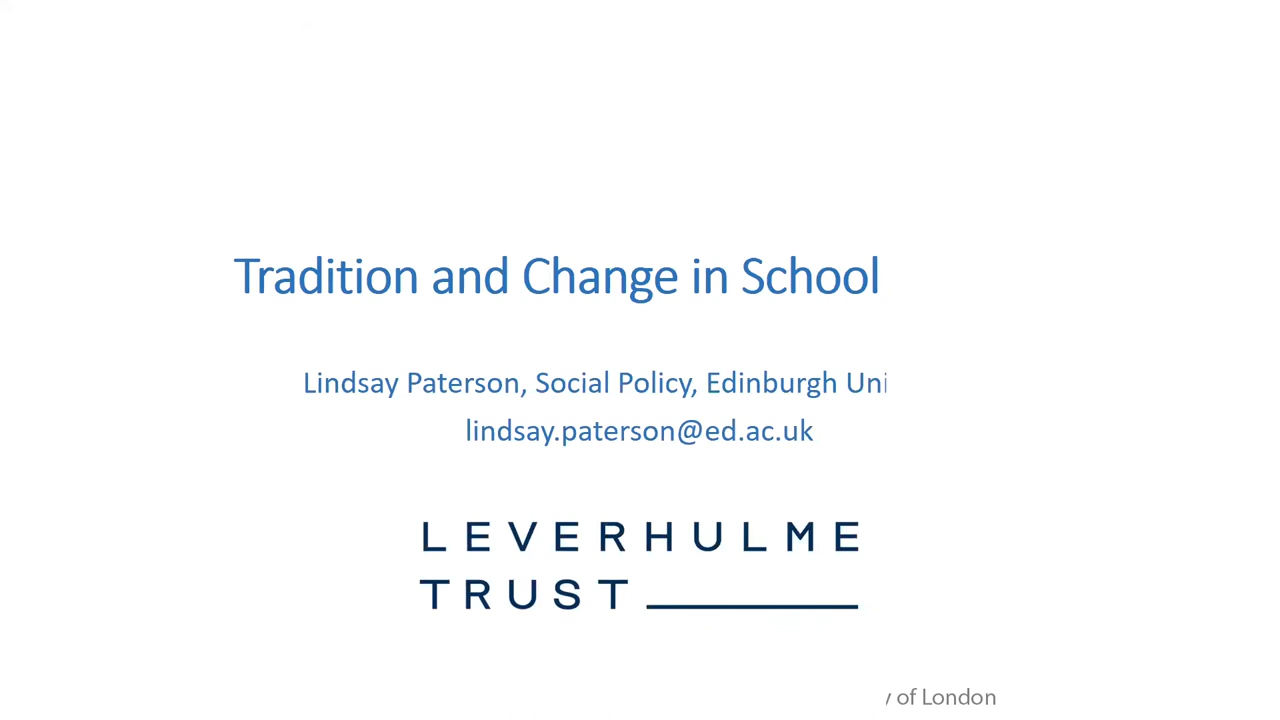 Tradition and Change in School
Lindsay Paterson, Social Policy, Edinburgh Uni
lindsay.paterson@ed.ac.uk
LEVERHULME
TRUST
of London